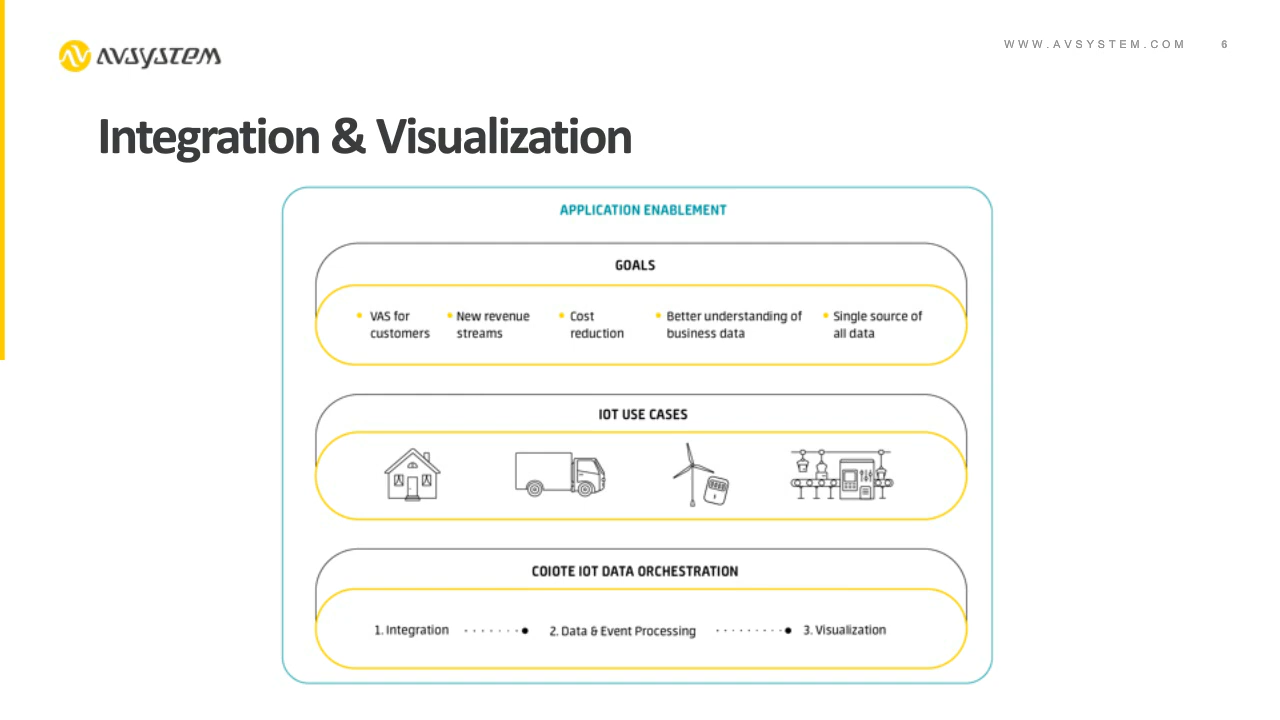 AVSYSTEM
WWW.AVSYSTEM.COM 6
Integration & Visualization
APPLICATION ENABLEMENT
GOALS
• VAS for customers
• New revenue streams
• Cost reduction
• Better understanding of business data
• Single source of all data
IOT USE CASES
COIOTE IOT DATA ORCHESTRATION
1. Integration
2. Data & Event Processing
3. Visualization